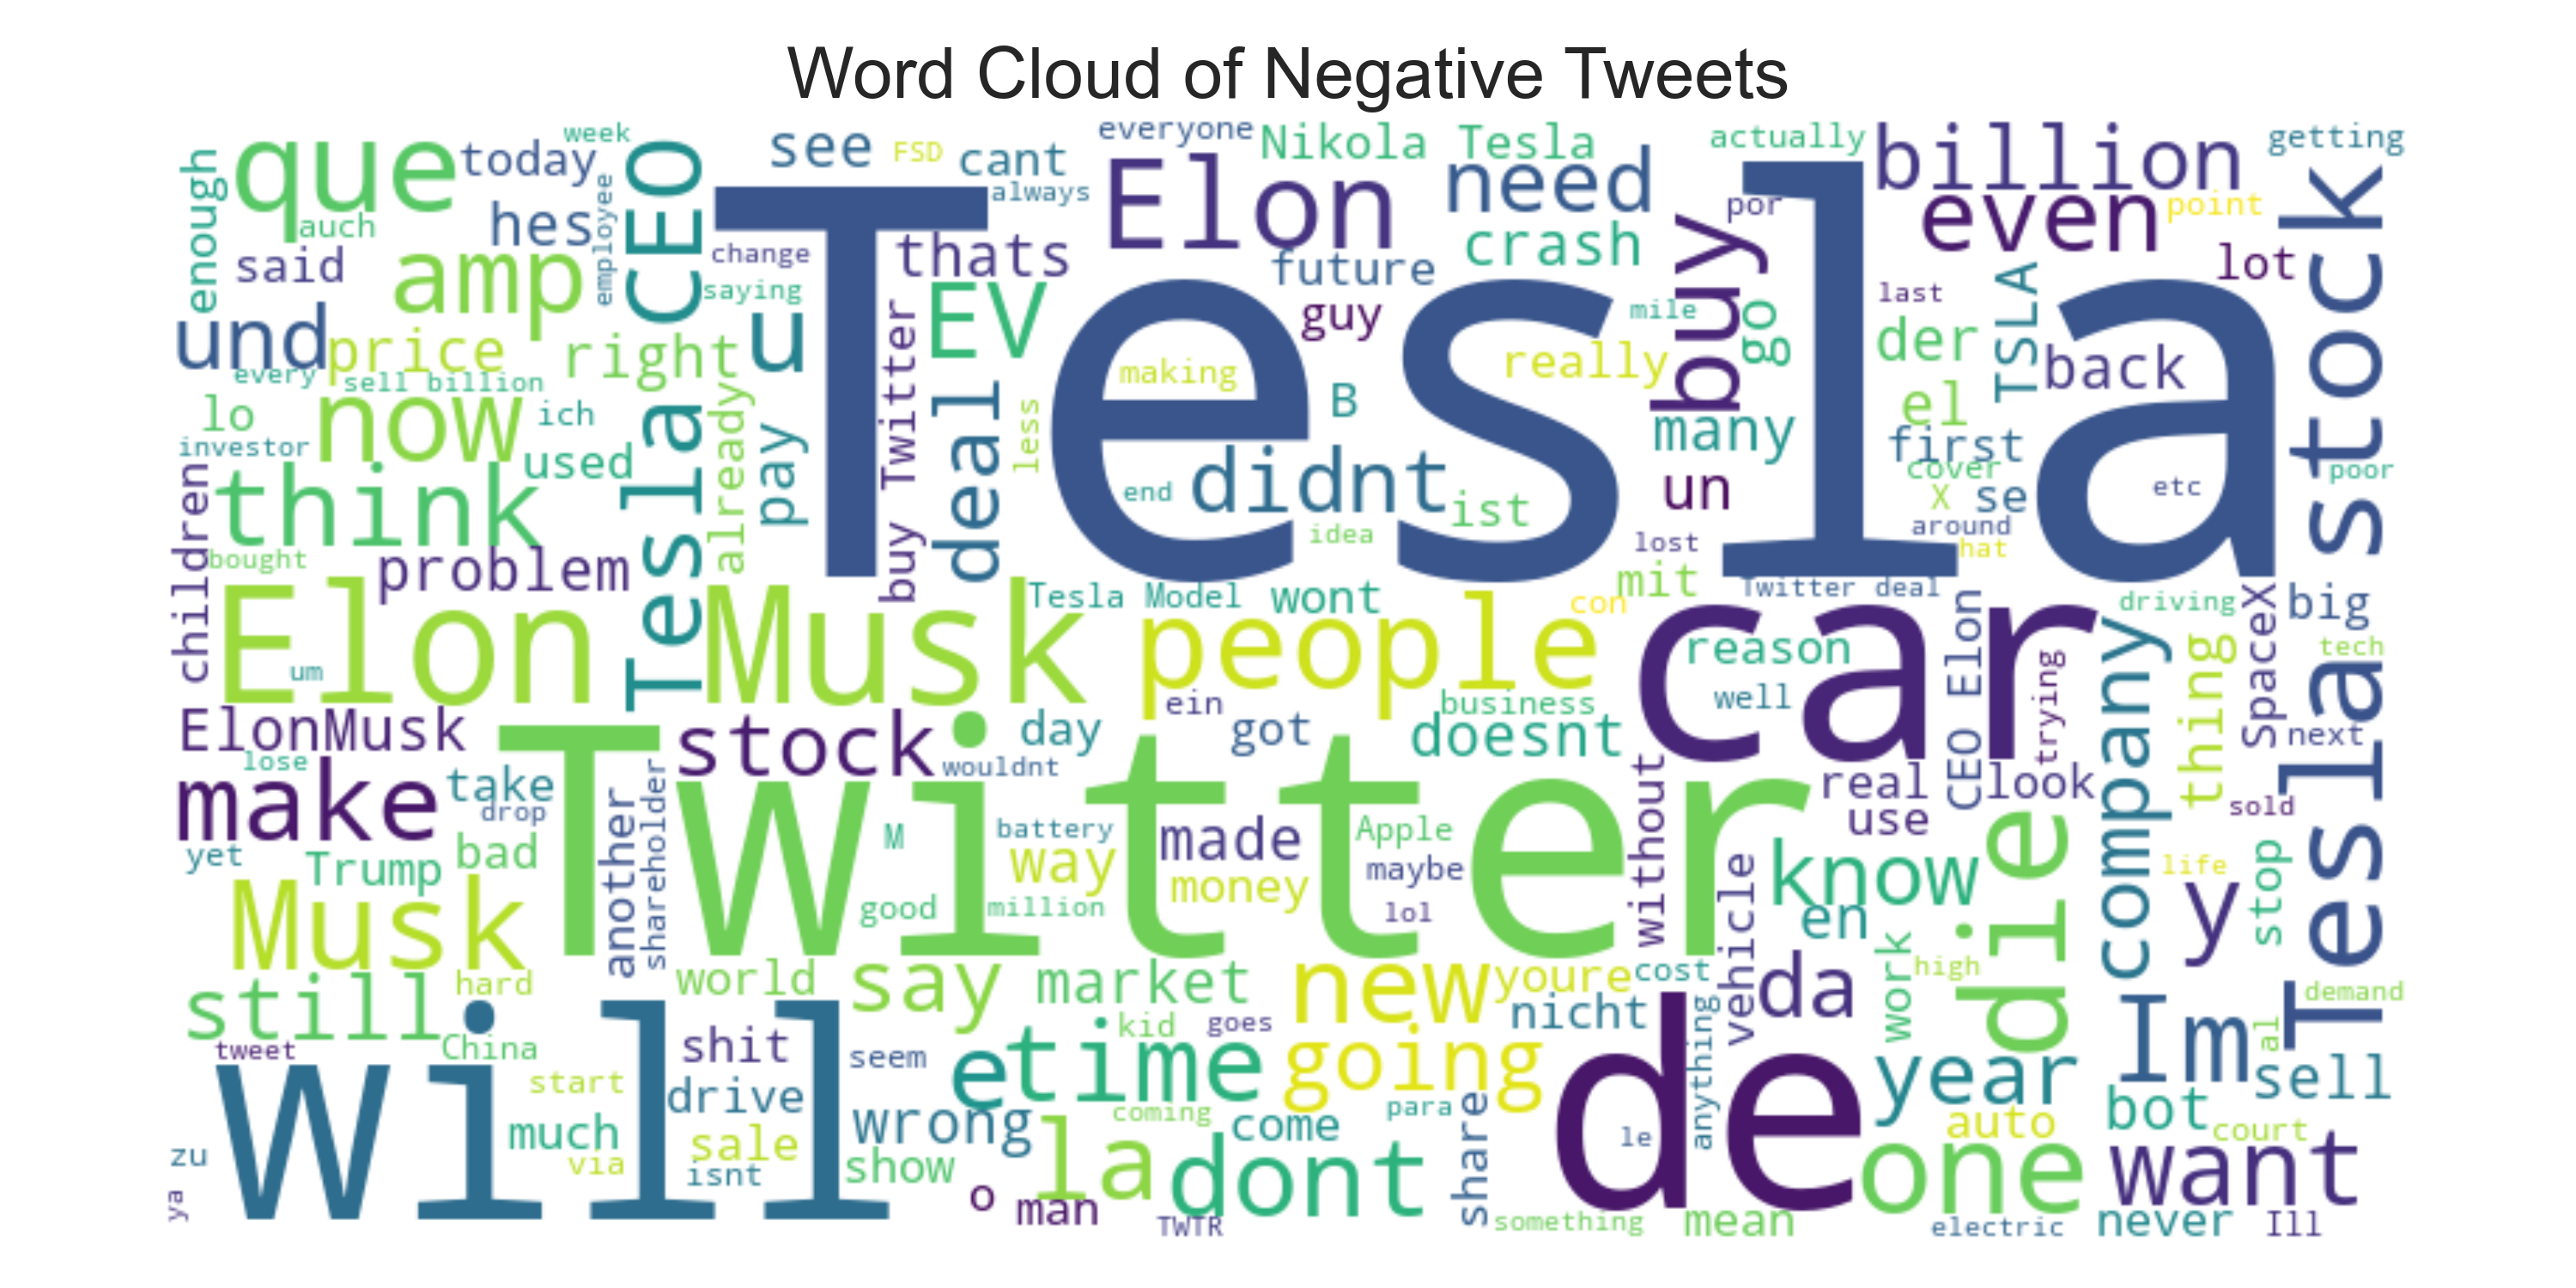 Word Cloud of Negative Tweets
week
everyone
actually
getting
que
today
see
FSD
cant
Nikola Tesla
need
billion
Tesla CEO
enough
auch
hes
employee
always
Elon
por
even
point
Tesla stock
said
amp
change
thats
crash
buy
lot
saying
future
und
price
right
u
buy Twitter
EV
guy
mile
go
last
TSLA
every
sell billion
Tesla
making
really
der
back
lo
now
ich
already
pay
deal
less
B
many
el
first
investor
used
didnt
cover
poor
children
think
end
ist
un
X
se
etc
bought
problem
idea
lost
around
hat
mit
Twitter deal
Elon Musk
Tesla Model
wont
con
driving
SpaceX
big
um
people
car
reason
CEO Elon
trying
company
thing
tech
ElonMusk
stock
day
ein
got
business
doesnt
well
next
lose
wouldnt
make
take
drop
another
shareholder
Twitter
real
look
use
sold
yet
Trump
bad
M
battery
way
made
Apple
maybe
without
vehicle
know
die
life
Musk
good
million
money
lol
en
y
stop
still
hard
world
say
market
new
youre
cost
da
work
high
demand
tweet
China
shit
seem
kid
goes
nicht
anything
Im
al
will
start
drive
e
time
going
de
year
sell
much
sale
wrong
coming
come
para
share
le
auto
bot
court
zu
via
isnt
show
la
dont
one
want
ya
o
man
TWTR
something
mean
electric
never
Ill